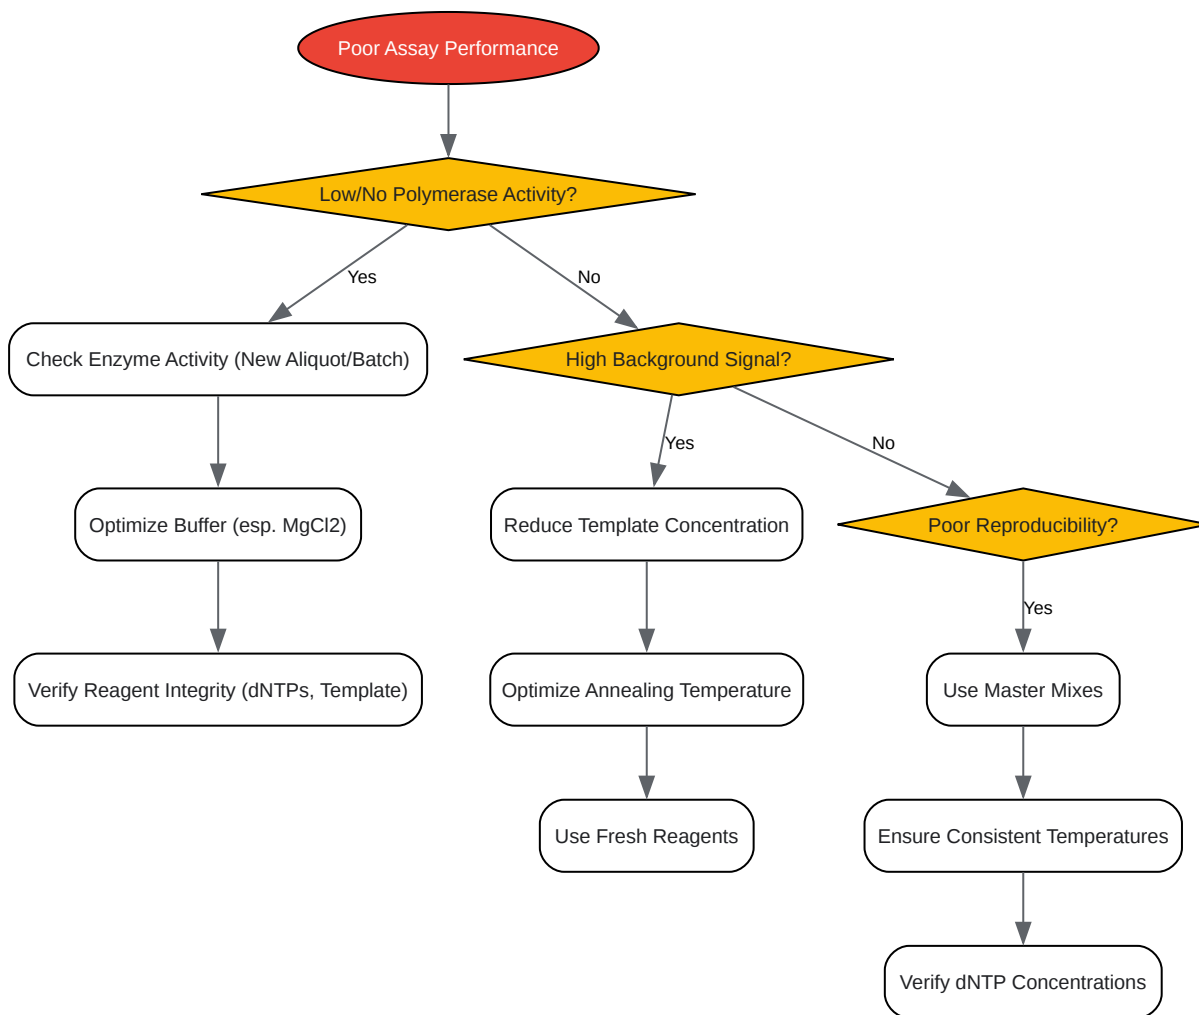 Poor Assay Performance
Low/No Polymerase Activity?
Yes
No
Check Enzyme Activity (New Aliquot/Batch)
High Background Signal?
Yes
No
Optimize Buffer (esp. MgCl2)
Reduce Template Concentration
Poor Reproducibility?
Yes
Verify Reagent Integrity (dNTPs, Template)
Optimize Annealing Temperature
Use Master Mixes
Use Fresh Reagents
Ensure Consistent Temperatures
Verify dNTP Concentrations